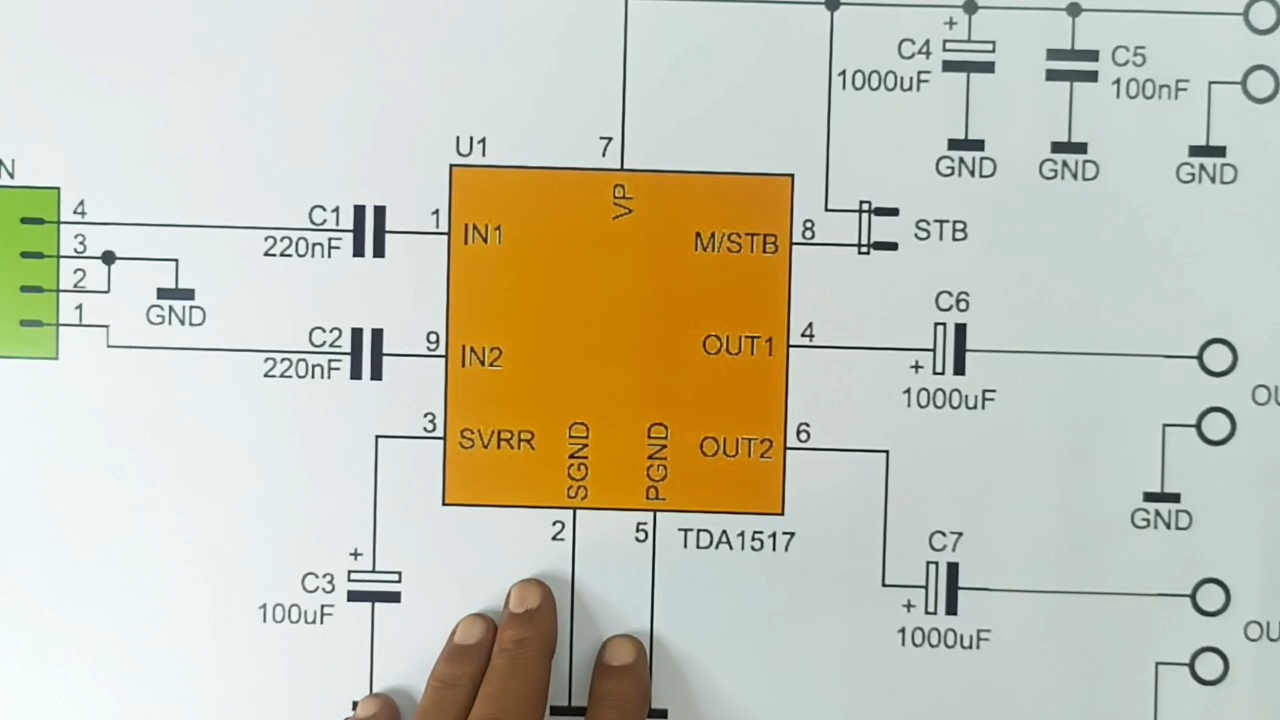 +
C4
1000uF
C5
100nF
GND
GND
GND
U1
7
VP
N
4
3
2
1
GND
C1
220nF
1
IN1
C2
220nF
9
IN2
3
SVRR
SGND
PGND
M/STB
8
STB
OUT1
4
C6
+
1000uF
OUT2
6
GND
2
5
TDA1517
+
C3
100uF
C7
+
1000uF
OU
OU